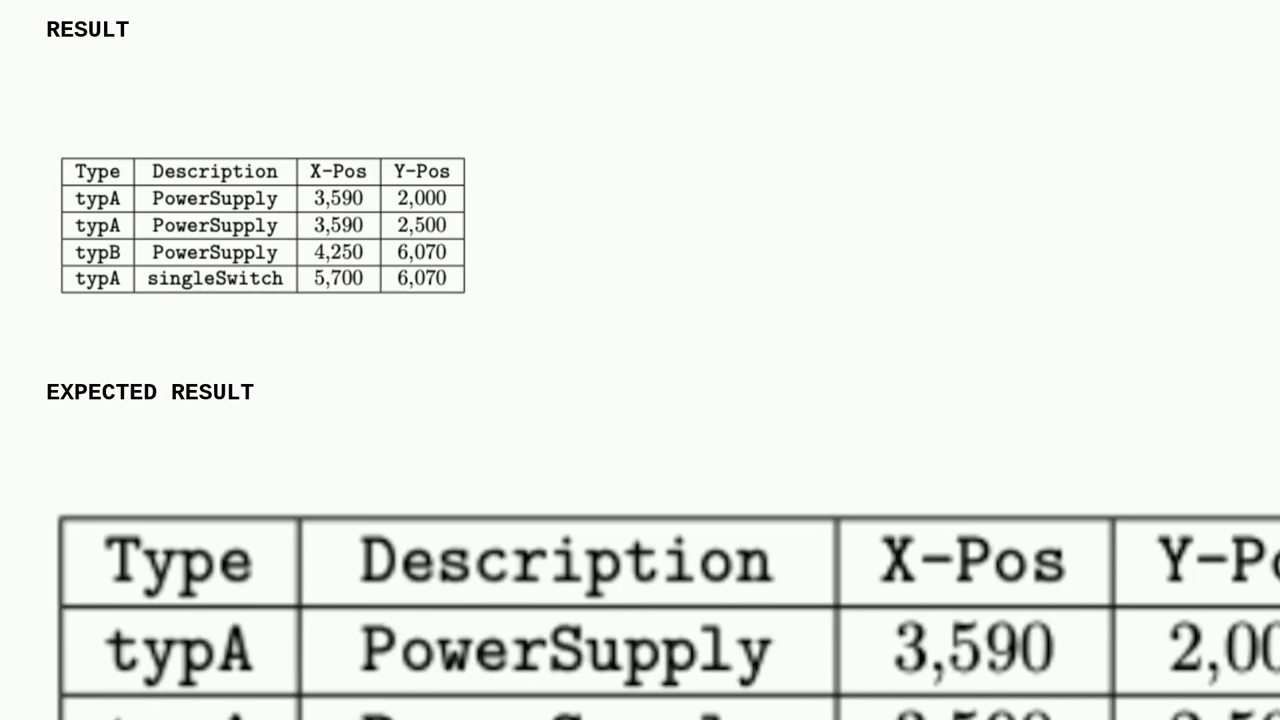 RESULT
Type Description X-Pos Y-Pos
typA PowerSupply 3,590 2,000
typA PowerSupply 3,590 2,500
typB PowerSupply 4,250 6,070
typA singleSwitch 5,700 6,070
EXPECTED RESULT
Type Description X-Pos
typA PowerSupply 3,590